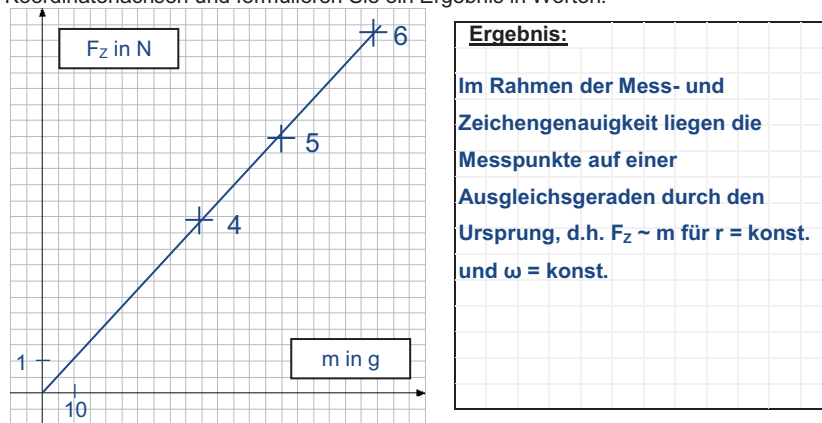 Koordinatenachsen und formulieren Sie ein Ergebnis in Worten.
F_Z in N
6
5
4
1
m in g
10
Ergebnis:
Im Rahmen der Mess- und
Zeichengenauigkeit liegen die
Messpunkte auf einer
Ausgleichsgeraden durch den
Ursprung, d.h. F_Z ~ m für r = konst.
und ω = konst.